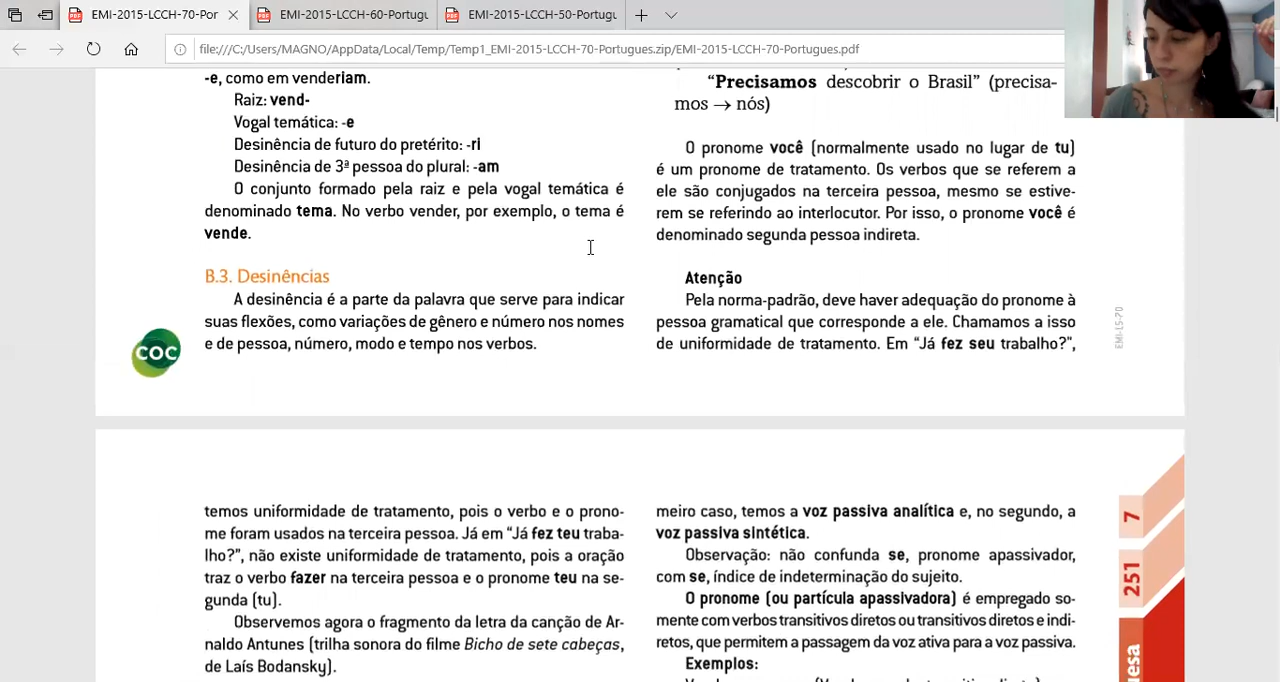 EMI-2015-LCCH-70-Por
EMI-2015-LCCH-60-Portugu
EMI-2015-LCCH-50-Portugu
file:///C:/Users/MAGNO/AppData/Local/Temp/Temp1_EMI-2015-LCCH-70-Portugues.zip/EMI-2015-LCCH-70-Portugues.pdf
-e, como em venderiam.
Raiz: vend-
Vogal temática: -e
Desinência de futuro do pretérito: -ri
Desinência de 3ª pessoa do plural: -am
O conjunto formado pela raiz e pela vogal temática é
denominado tema. No verbo vender, por exemplo, o tema é
vende.
B.3. Desinências
A desinência é a parte da palavra que serve para indicar
suas flexões, como variações de gênero e número nos nomes
e de pessoa, número, modo e tempo nos verbos.
COC
“Precisamos descobrir o Brasil” (precisa-
mos → nós)
O pronome você (normalmente usado no lugar de tu)
é um pronome de tratamento. Os verbos que se referem a
ele são conjugados na terceira pessoa, mesmo se estive-
rem se referindo ao interlocutor. Por isso, o pronome você é
denominado segunda pessoa indireta.
Atenção
Pela norma-padrão, deve haver adequação do pronome à
pessoa gramatical que corresponde a ele. Chamamos a isso
de uniformidade de tratamento. Em “Já fez seu trabalho?”,
EMI-15-70
temos uniformidade de tratamento, pois o verbo e o prono-
me foram usados na terceira pessoa. Já em “Já fez teu traba-
lho?”, não existe uniformidade de tratamento, pois a oração
traz o verbo fazer na terceira pessoa e o pronome teu na se-
gunda (tu).
Observemos agora o fragmento da letra da canção de Ar-
naldo Antunes (trilha sonora do filme Bicho de sete cabeças,
de Laís Bodansky).
meiro caso, temos a voz passiva analítica e, no segundo, a
voz passiva sintética.
Observação: não confunda se, pronome apassivador,
com se, índice de indeterminação do sujeito.
O pronome (ou partícula apassivadora) é empregado so-
mente com verbos transitivos diretos ou transitivos diretos e indi-
retos, que permitem a passagem da voz ativa para a voz passiva.
Exemplos:
7
251
uesa